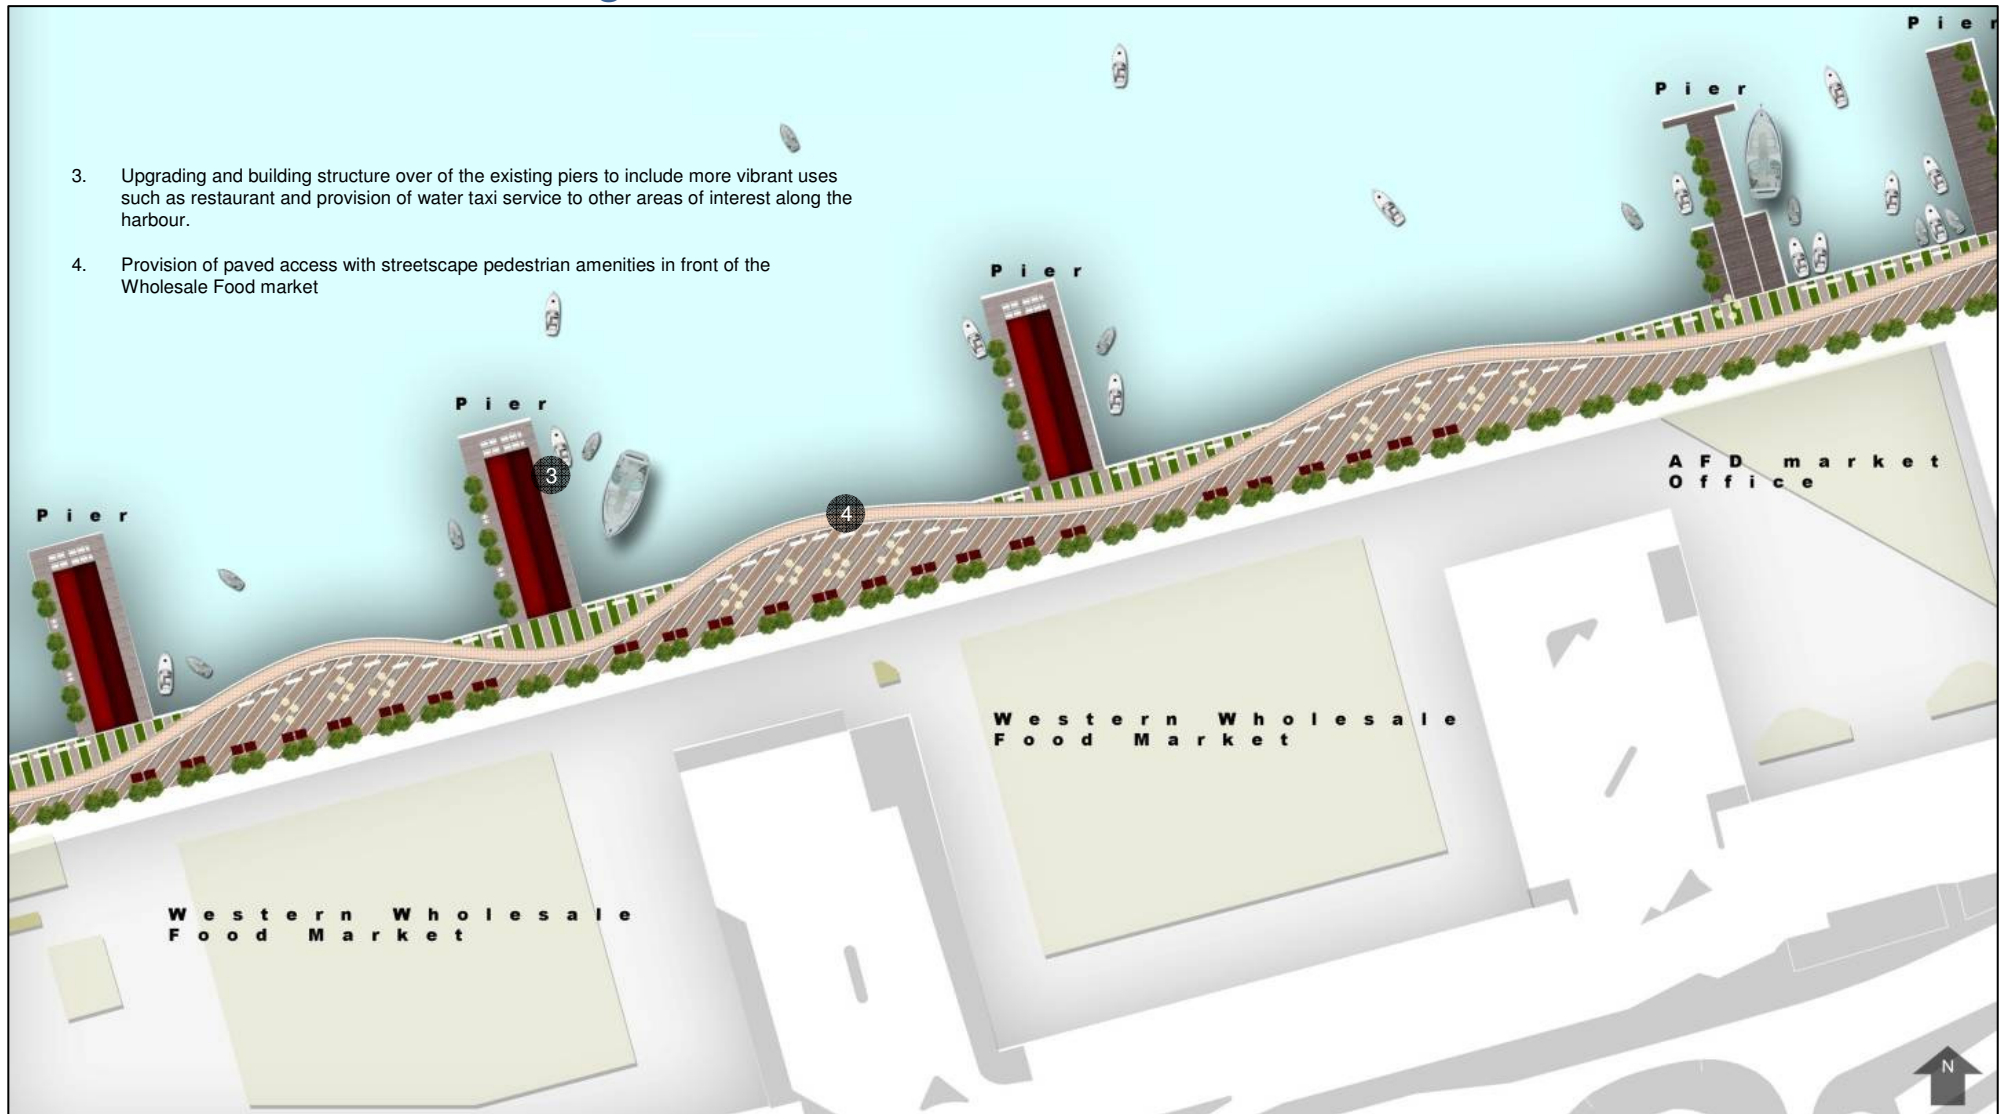 Pier
Pier
3. Upgrading and building structure over of the existing piers to include more vibrant uses
such as restaurant and provision of water taxi service to other areas of interest along the
harbour.
4. Provision of paved access with streetscape pedestrian amenities in front of the
Wholesale Food market
Pier
Pier
3
4
Pier
AFD market
Office
Western Wholesale
Food Market
Western Wholesale
Food Market
N